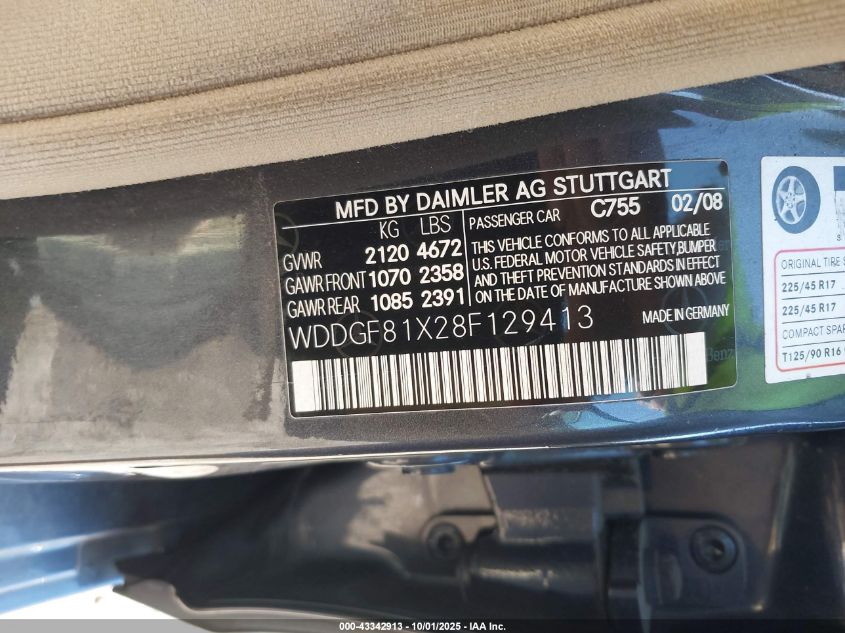 MFD BY DAIMLER AG STUTTGART
KG LBS
GVWR 2120 4672
GAWR FRONT 1070 2358
GAWR REAR 1085 2391
PASSENGER CAR C755 02/08
THIS VEHICLE CONFORMS TO ALL APPLICABLE
U.S. FEDERAL MOTOR VEHICLE SAFETY, BUMPER
AND THEFT PREVENTION STANDARDS IN EFFECT
ON THE DATE OF MANUFACTURE SHOWN ABOVE
WDDGF81X28F129413 MADE IN GERMANY
Benz
ORIGINAL TIRE S
225/45 R17
225/45 R17
COMPACT SPAR
T125/90 R16
000-43342913 - 10/01/2025 - IAA Inc.